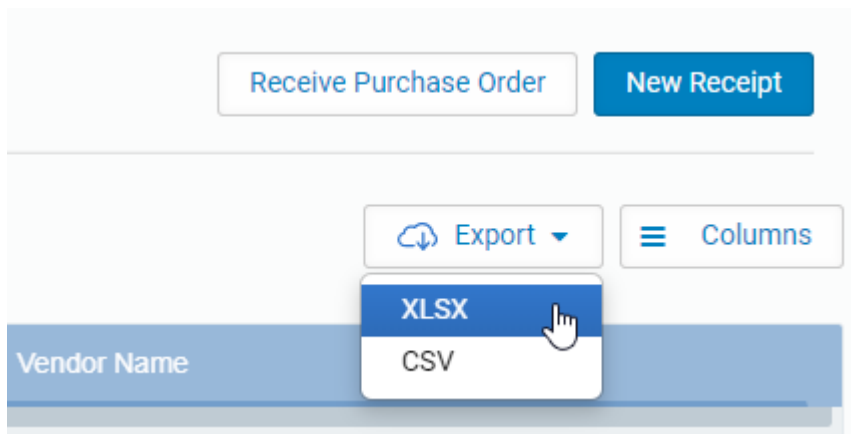 Receive Purchase Order
New Receipt
Export
Columns
XLSX
CSV
Vendor Name